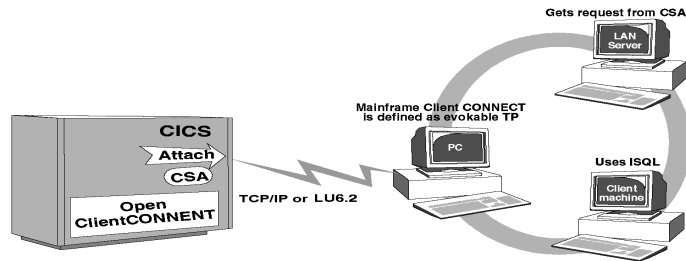 Gets request from CSA
LAN
Server
Mainframe Client CONNECT
is defined as evokable TP
CICS
Attach
PC
CSA
Uses ISQL
TCP/IP or LU6.2
Client
machine
Open
ClientCONNENT